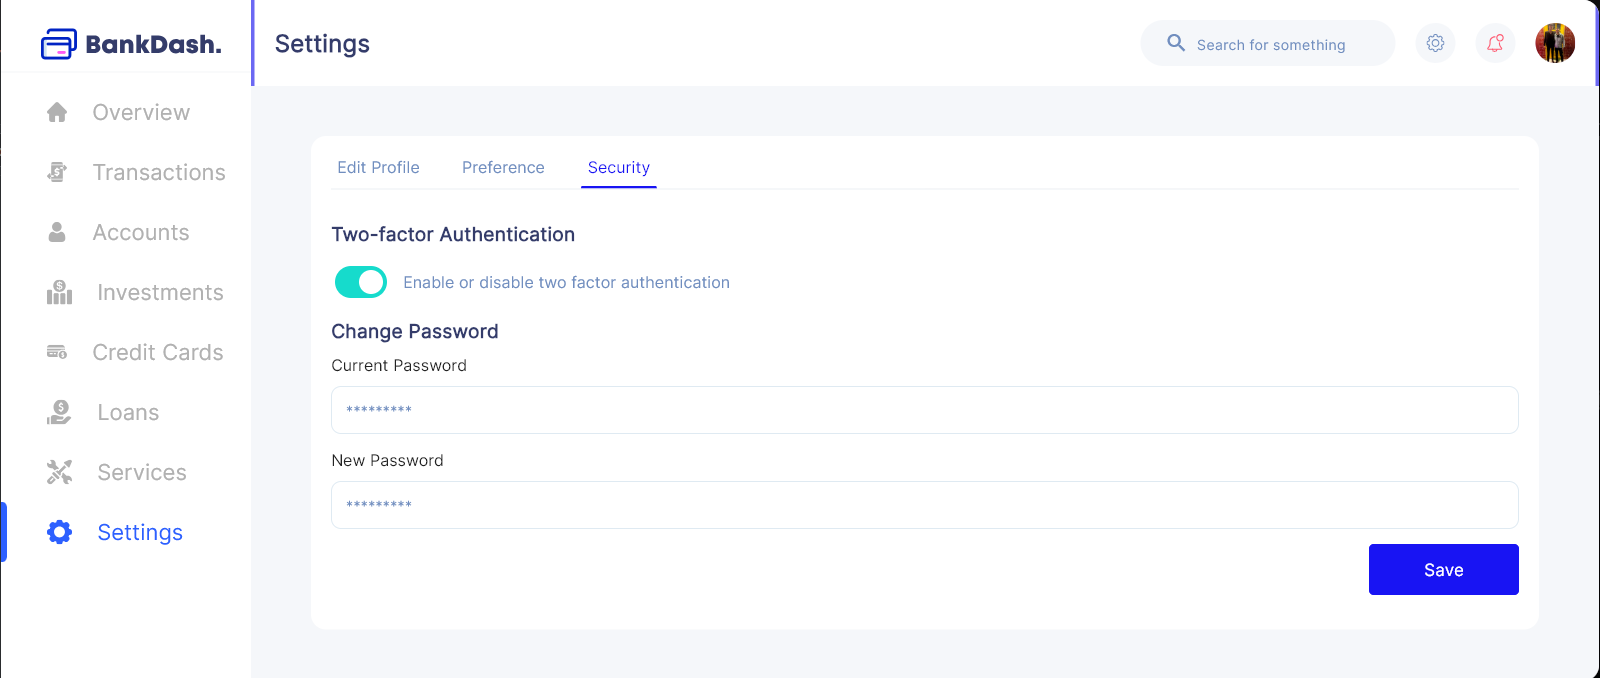 BankDash.
Settings
Search for something
Overview
Transactions
Accounts
Investments
Credit Cards
Loans
Services
Settings
Edit Profile
Preference
Security
Two-factor Authentication
Enable or disable two factor authentication
Change Password
Current Password
*********
New Password
*********
Save